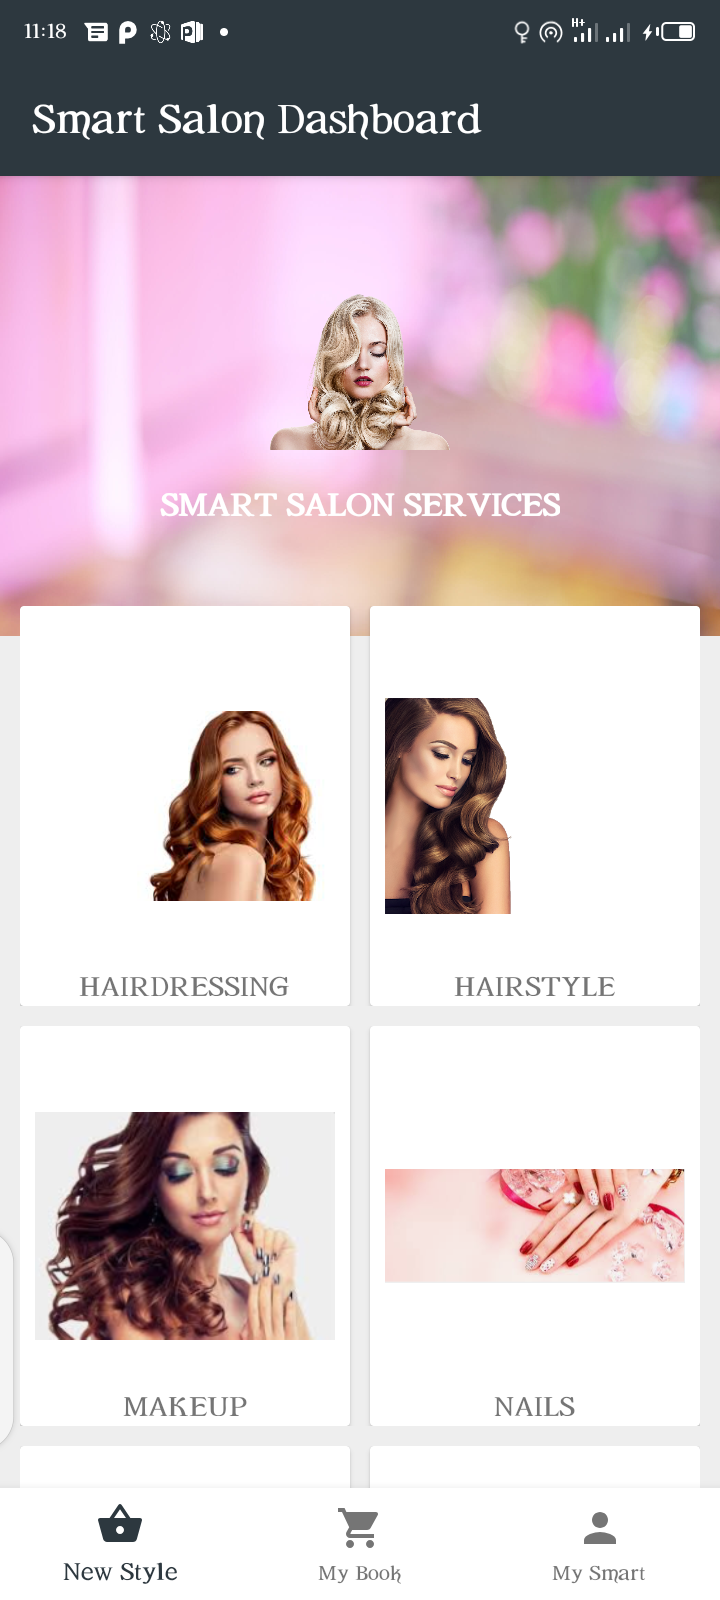 11:18
H+
Smart Salon Dashboard
SMART SALON SERVICES
HAIRDRESSING HAIRSTYLE
MAKEUP NAILS
New Style My Book My Smart